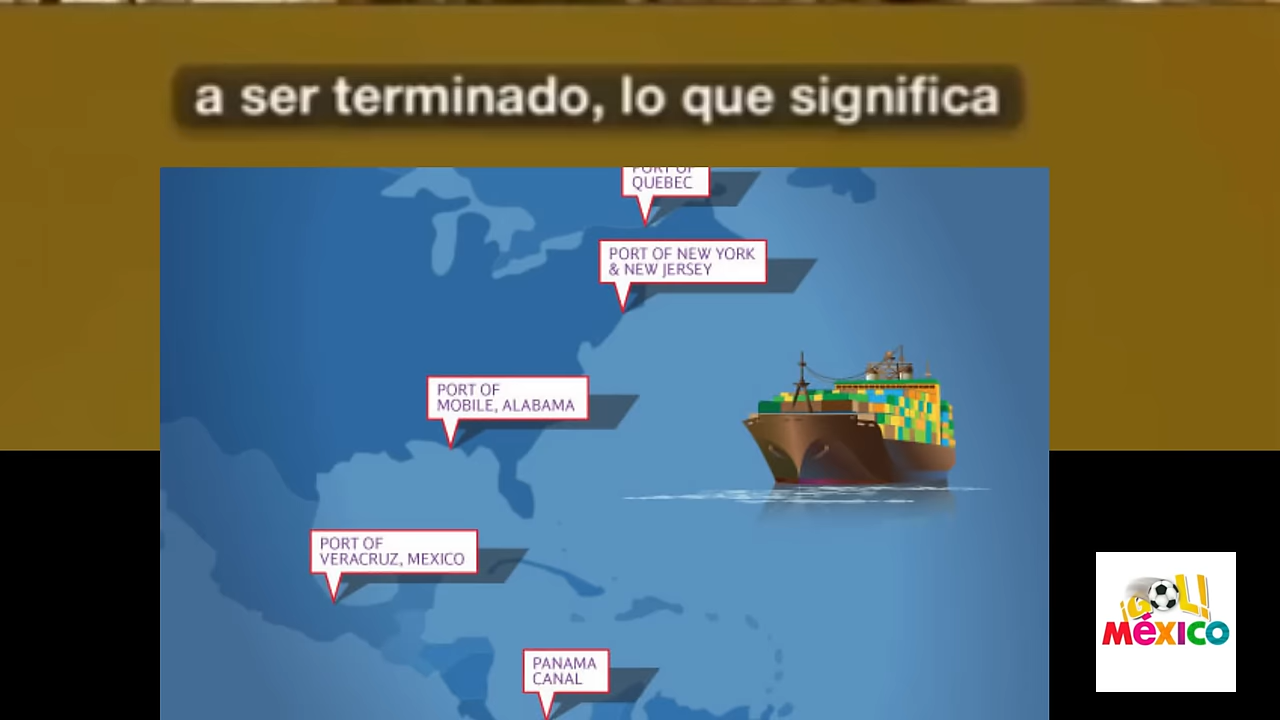 a ser terminado, lo que significa
PORT OF
QUEBEC
PORT OF NEW YORK
& NEW JERSEY
PORT OF
MOBILE, ALABAMA
PORT OF
VERACRUZ, MEXICO
PANAMA
CANAL
¡GOL!
MéXICO